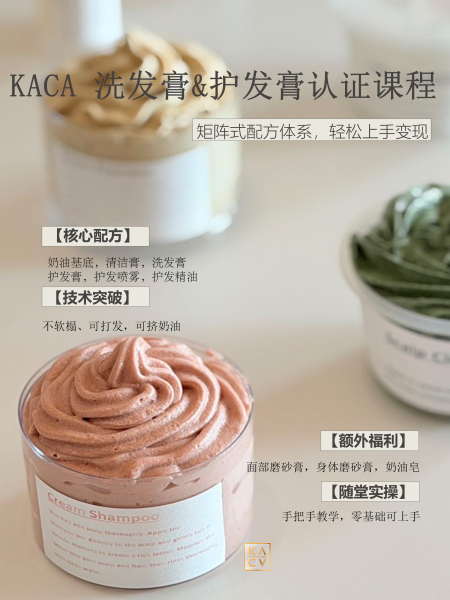 KACA 洗发膏&护发膏认证课程
矩阵式配方体系，轻松上手变现
【核心配方】
奶油基底，清洁膏，洗发膏
护发膏，护发喷雾，护发精油
【技术突破】
不软榻、可打发，可挤奶油
【额外福利】
面部磨砂膏，身体磨砂膏，奶油皂
【随堂实操】
手把手教学，零基础可上手
Cream Shampoo
KA
CV